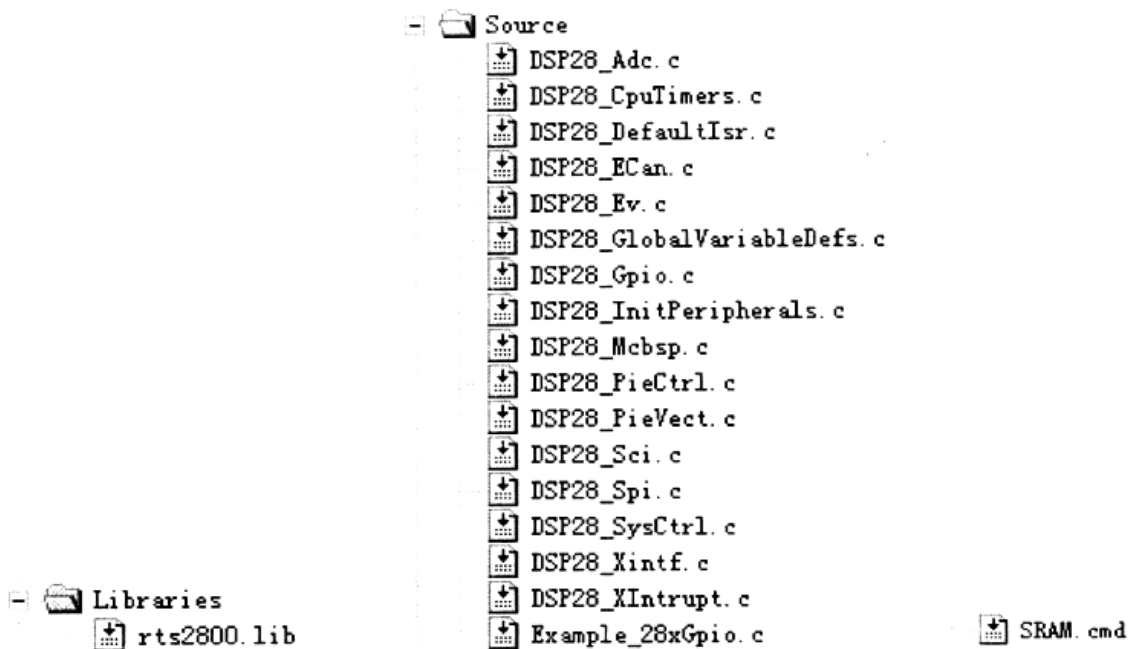 Source
DSP28_Adc.c
DSP28_CpuTimers.c
DSP28_DefaultIsr.c
DSP28_ECan.c
DSP28_Ev.c
DSP28_GlobalVariableDefs.c
DSP28_Gpio.c
DSP28_InitPeripherals.c
DSP28_Mcbsp.c
DSP28_PieCtrl.c
DSP28_PieVect.c
DSP28_Sci.c
DSP28_Spi.c
DSP28_SysCtrl.c
DSP28_Xintf.c
DSP28_XIntrupt.c
Example_28xGpio.c
Libraries
rts2800.lib
SRAM.cmd